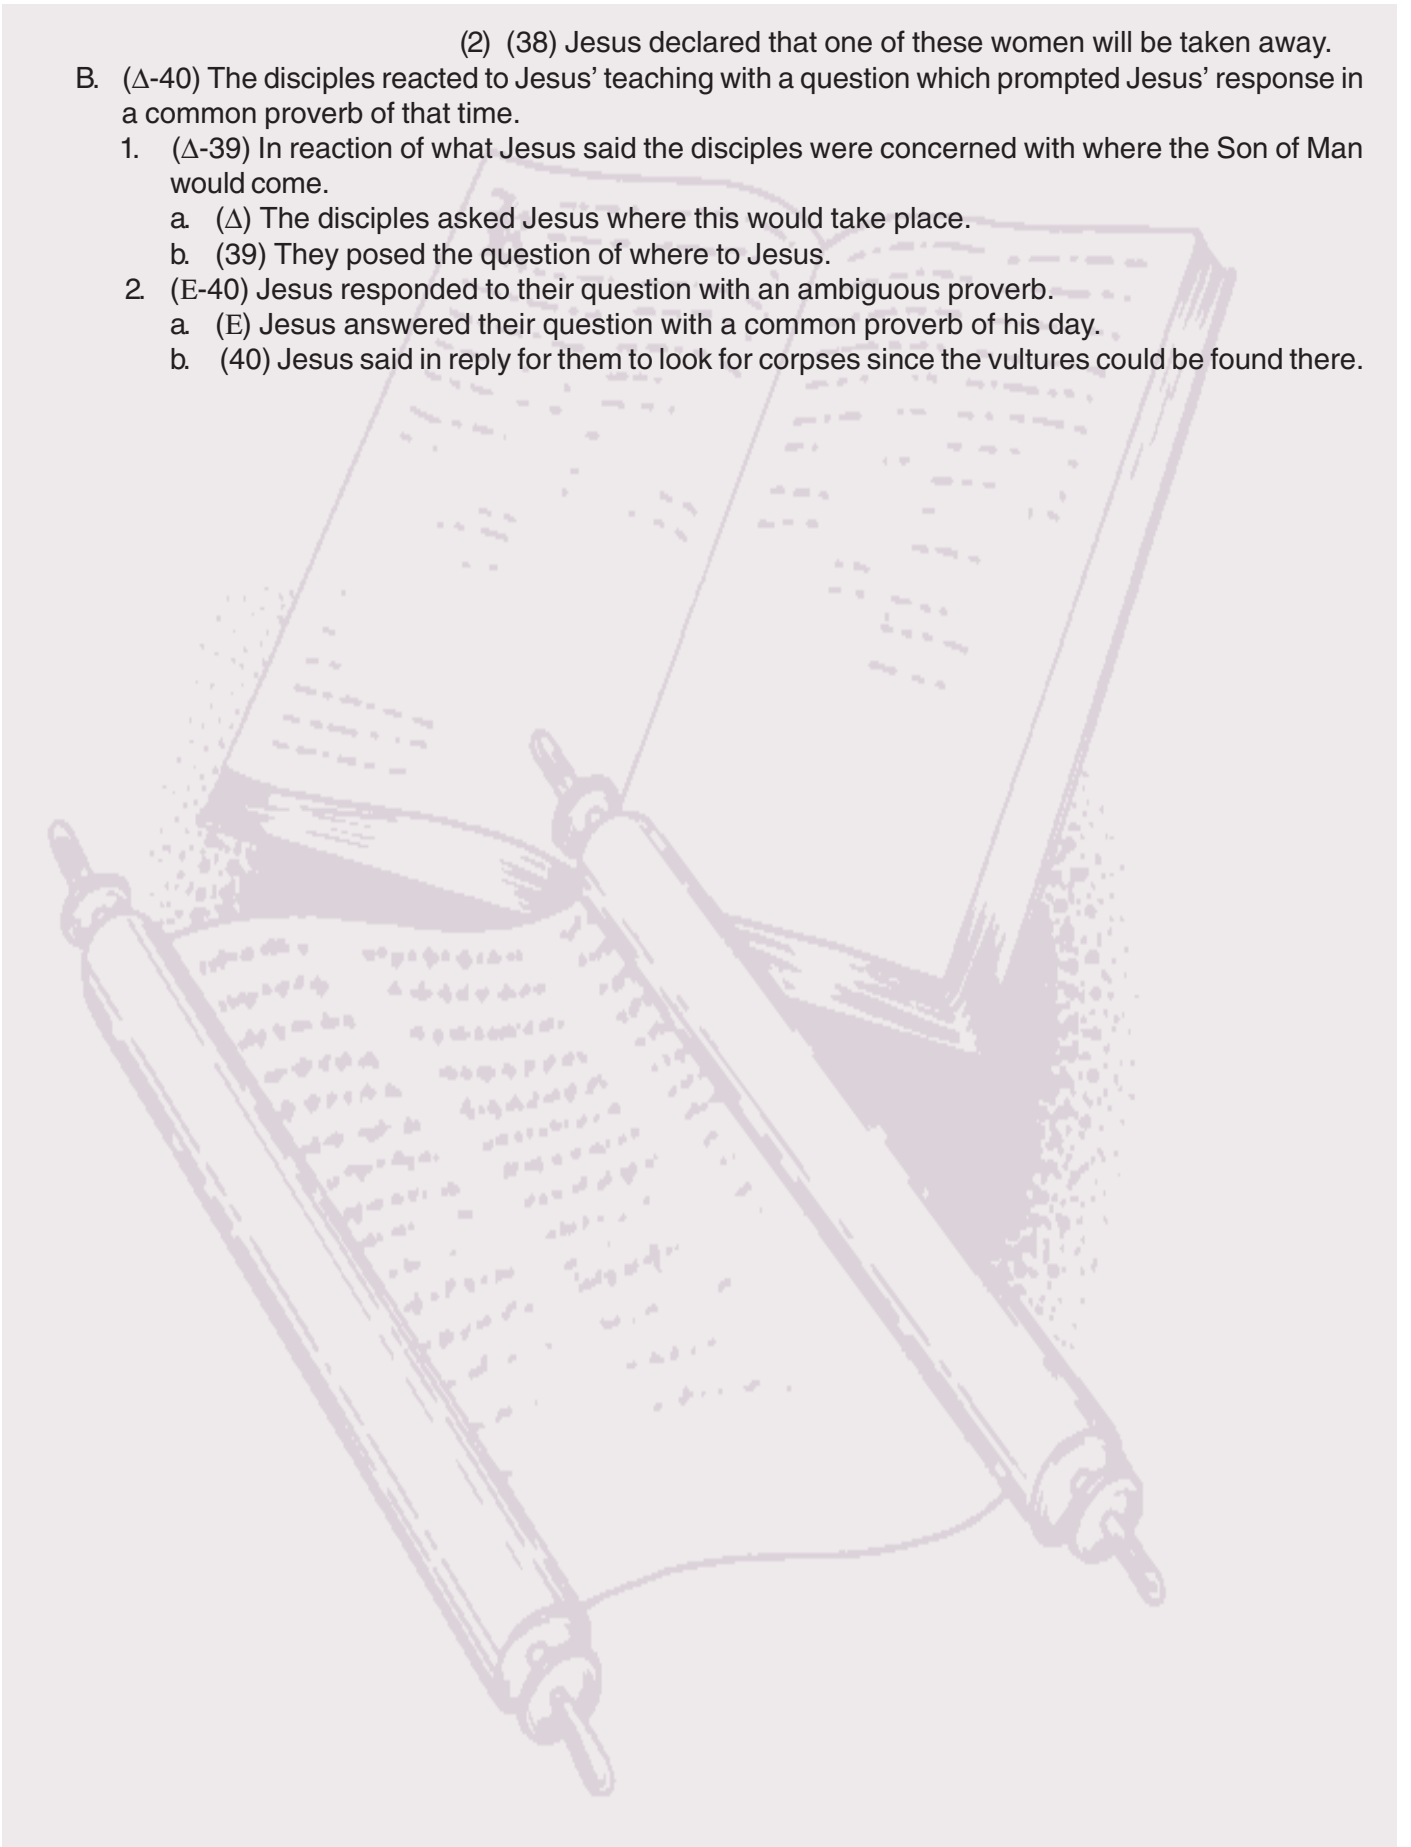 (2) (38) Jesus declared that one of these women will be taken away.
B. (Δ-40) The disciples reacted to Jesus’ teaching with a question which prompted Jesus’ response in
a common proverb of that time.
1. (Δ-39) In reaction of what Jesus said the disciples were concerned with where the Son of Man
would come.
a. (Δ) The disciples asked Jesus where this would take place.
b. (39) They posed the question of where to Jesus.
2. (E-40) Jesus responded to their question with an ambiguous proverb.
a. (E) Jesus answered their question with a common proverb of his day.
b. (40) Jesus said in reply for them to look for corpses since the vultures could be found there.